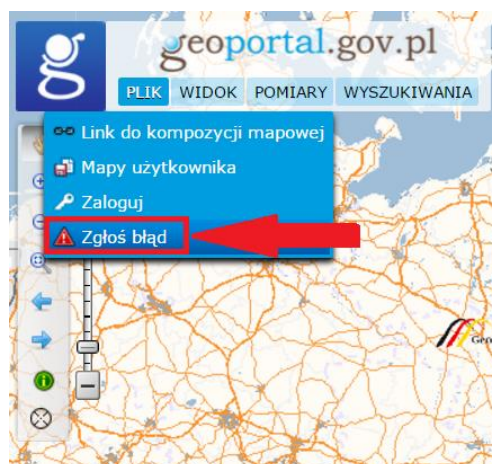 geoportal.gov.pl
PLIK WIDOK POMIARY WYSZUKIWANIA
Link do kompozycji mapowej
Mapy użytkownika
Zaloguj
Zgłoś błąd